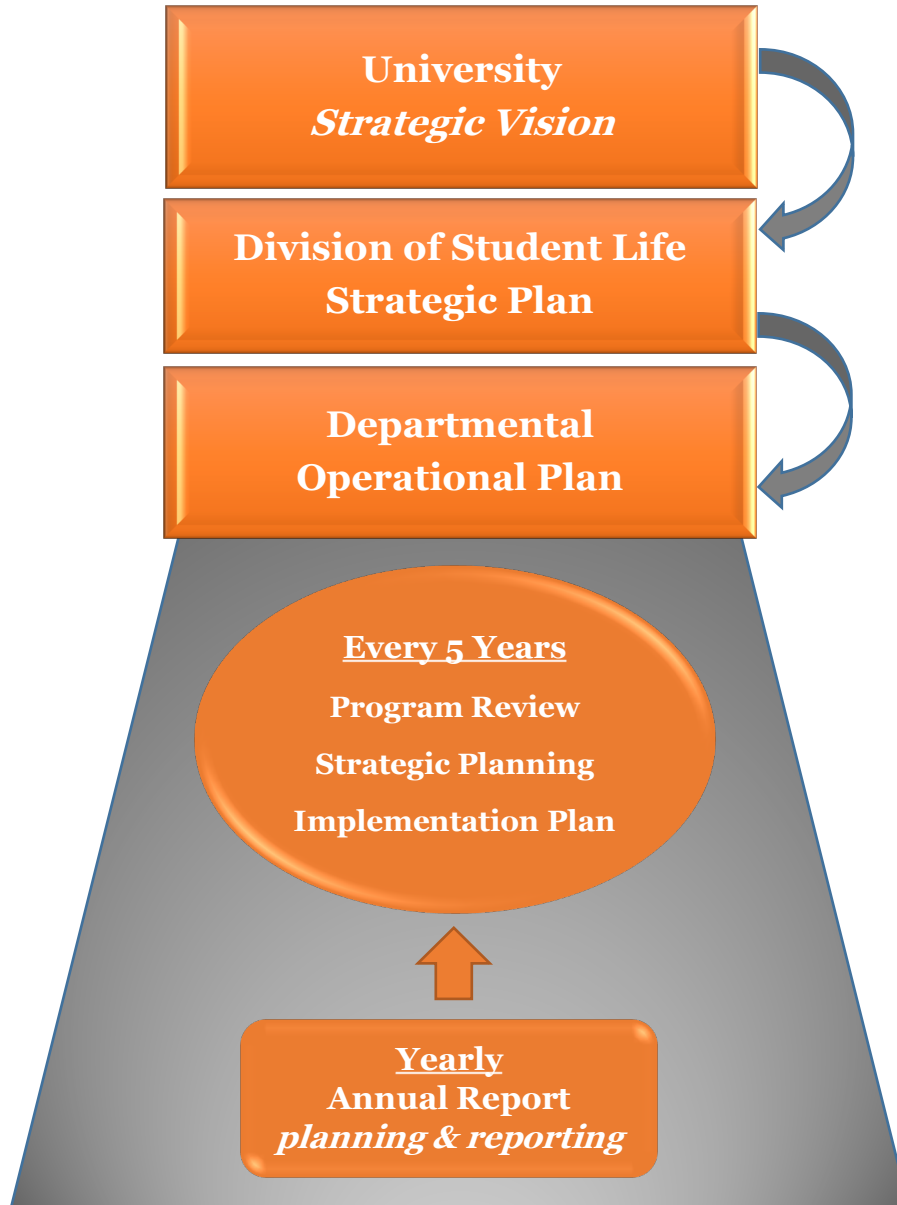 University
Strategic Vision
Division of Student Life
Strategic Plan
Departmental
Operational Plan
Every 5 Years
Program Review
Strategic Planning
Implementation Plan
Yearly
Annual Report
planning & reporting